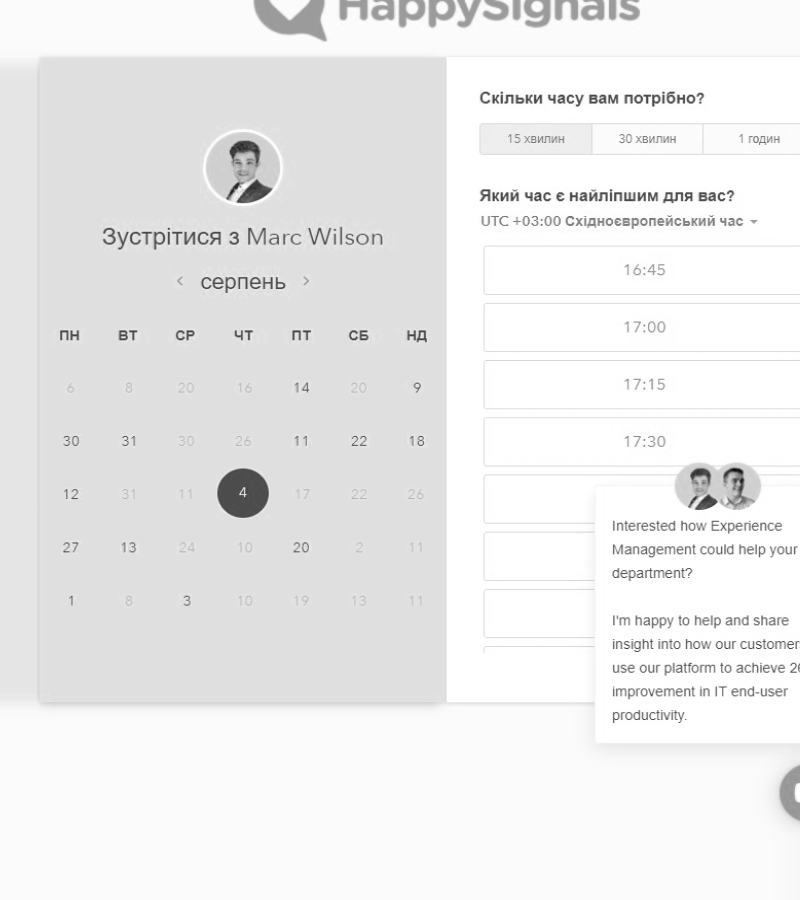 HappySignals
Зустрітися з Marc Wilson
серпень
ПН ВТ СР ЧТ ПТ СБ НД
6 8 20 16 14 20 9
30 31 30 26 11 22 18
12 31 11 4 17 22 26
27 13 24 10 20 2 11
1 8 3 10 19 13 11
Скільки часу вам потрібно?
15 хвилин 30 хвилин 1 годин
Який час є найліпшим для вас?
UTC +03:00 Східноєвропейський час
16:45
17:00
17:15
17:30
Interested how Experience
Management could help your
department?
I'm happy to help and share
insight into how our customers
use our platform to achieve 26
improvement in IT end-user
productivity.